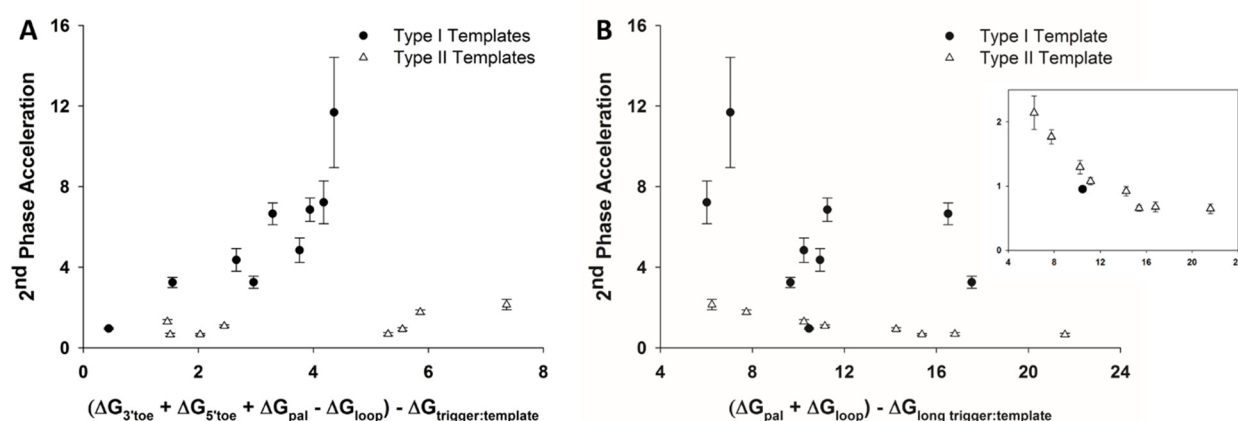 A
16
12
8
4
0
2nd Phase Acceleration
Type I Templates
Type II Templates
0 2 4 6 8
(ΔG3'toe + ΔG5'toe + ΔGpal - ΔGloop) - ΔGtrigger:template
B
16
12
8
4
0
2nd Phase Acceleration
Type I Template
Type II Template
4 8 12 16 20 24
(ΔGpal + ΔGloop) - ΔGlong trigger:template
2
1
0
4 8 12 16 20 24